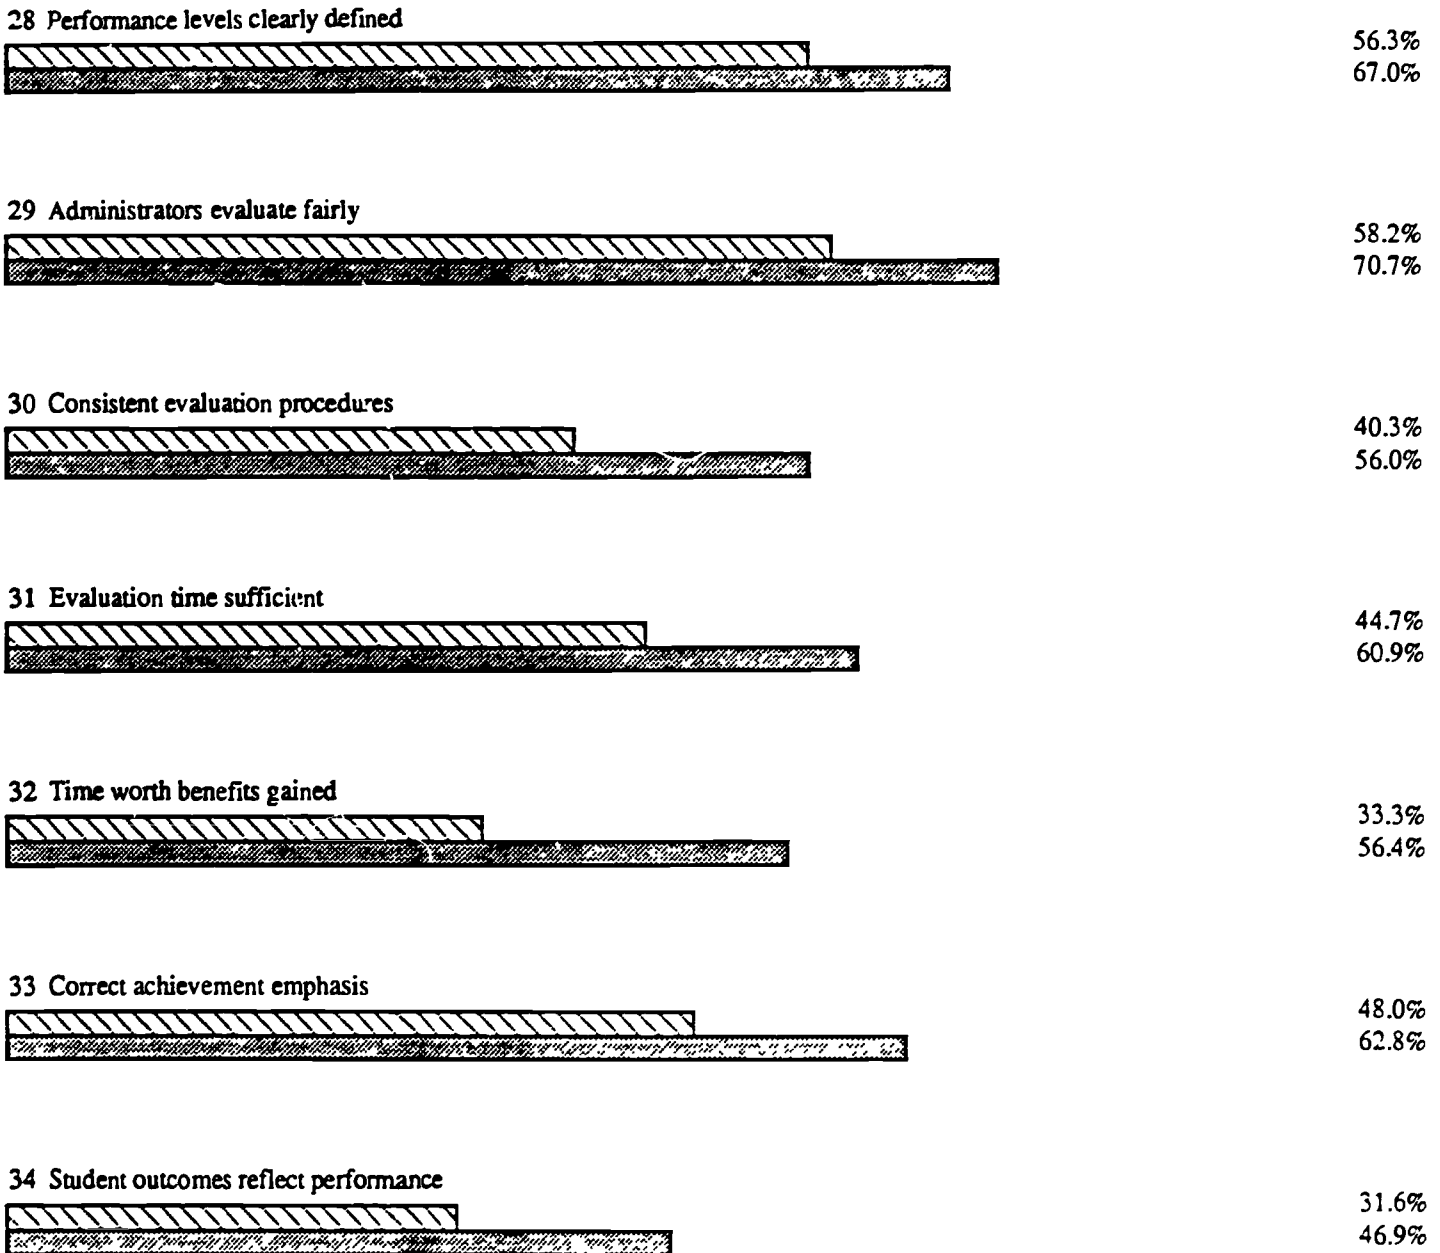 28 Performance levels clearly defined
56.3%
67.0%
29 Administrators evaluate fairly
58.2%
70.7%
30 Consistent evaluation procedures
40.3%
56.0%
31 Evaluation time sufficient
44.7%
60.9%
32 Time worth benefits gained
33.3%
56.4%
33 Correct achievement emphasis
48.0%
62.8%
34 Student outcomes reflect performance
31.6%
46.9%